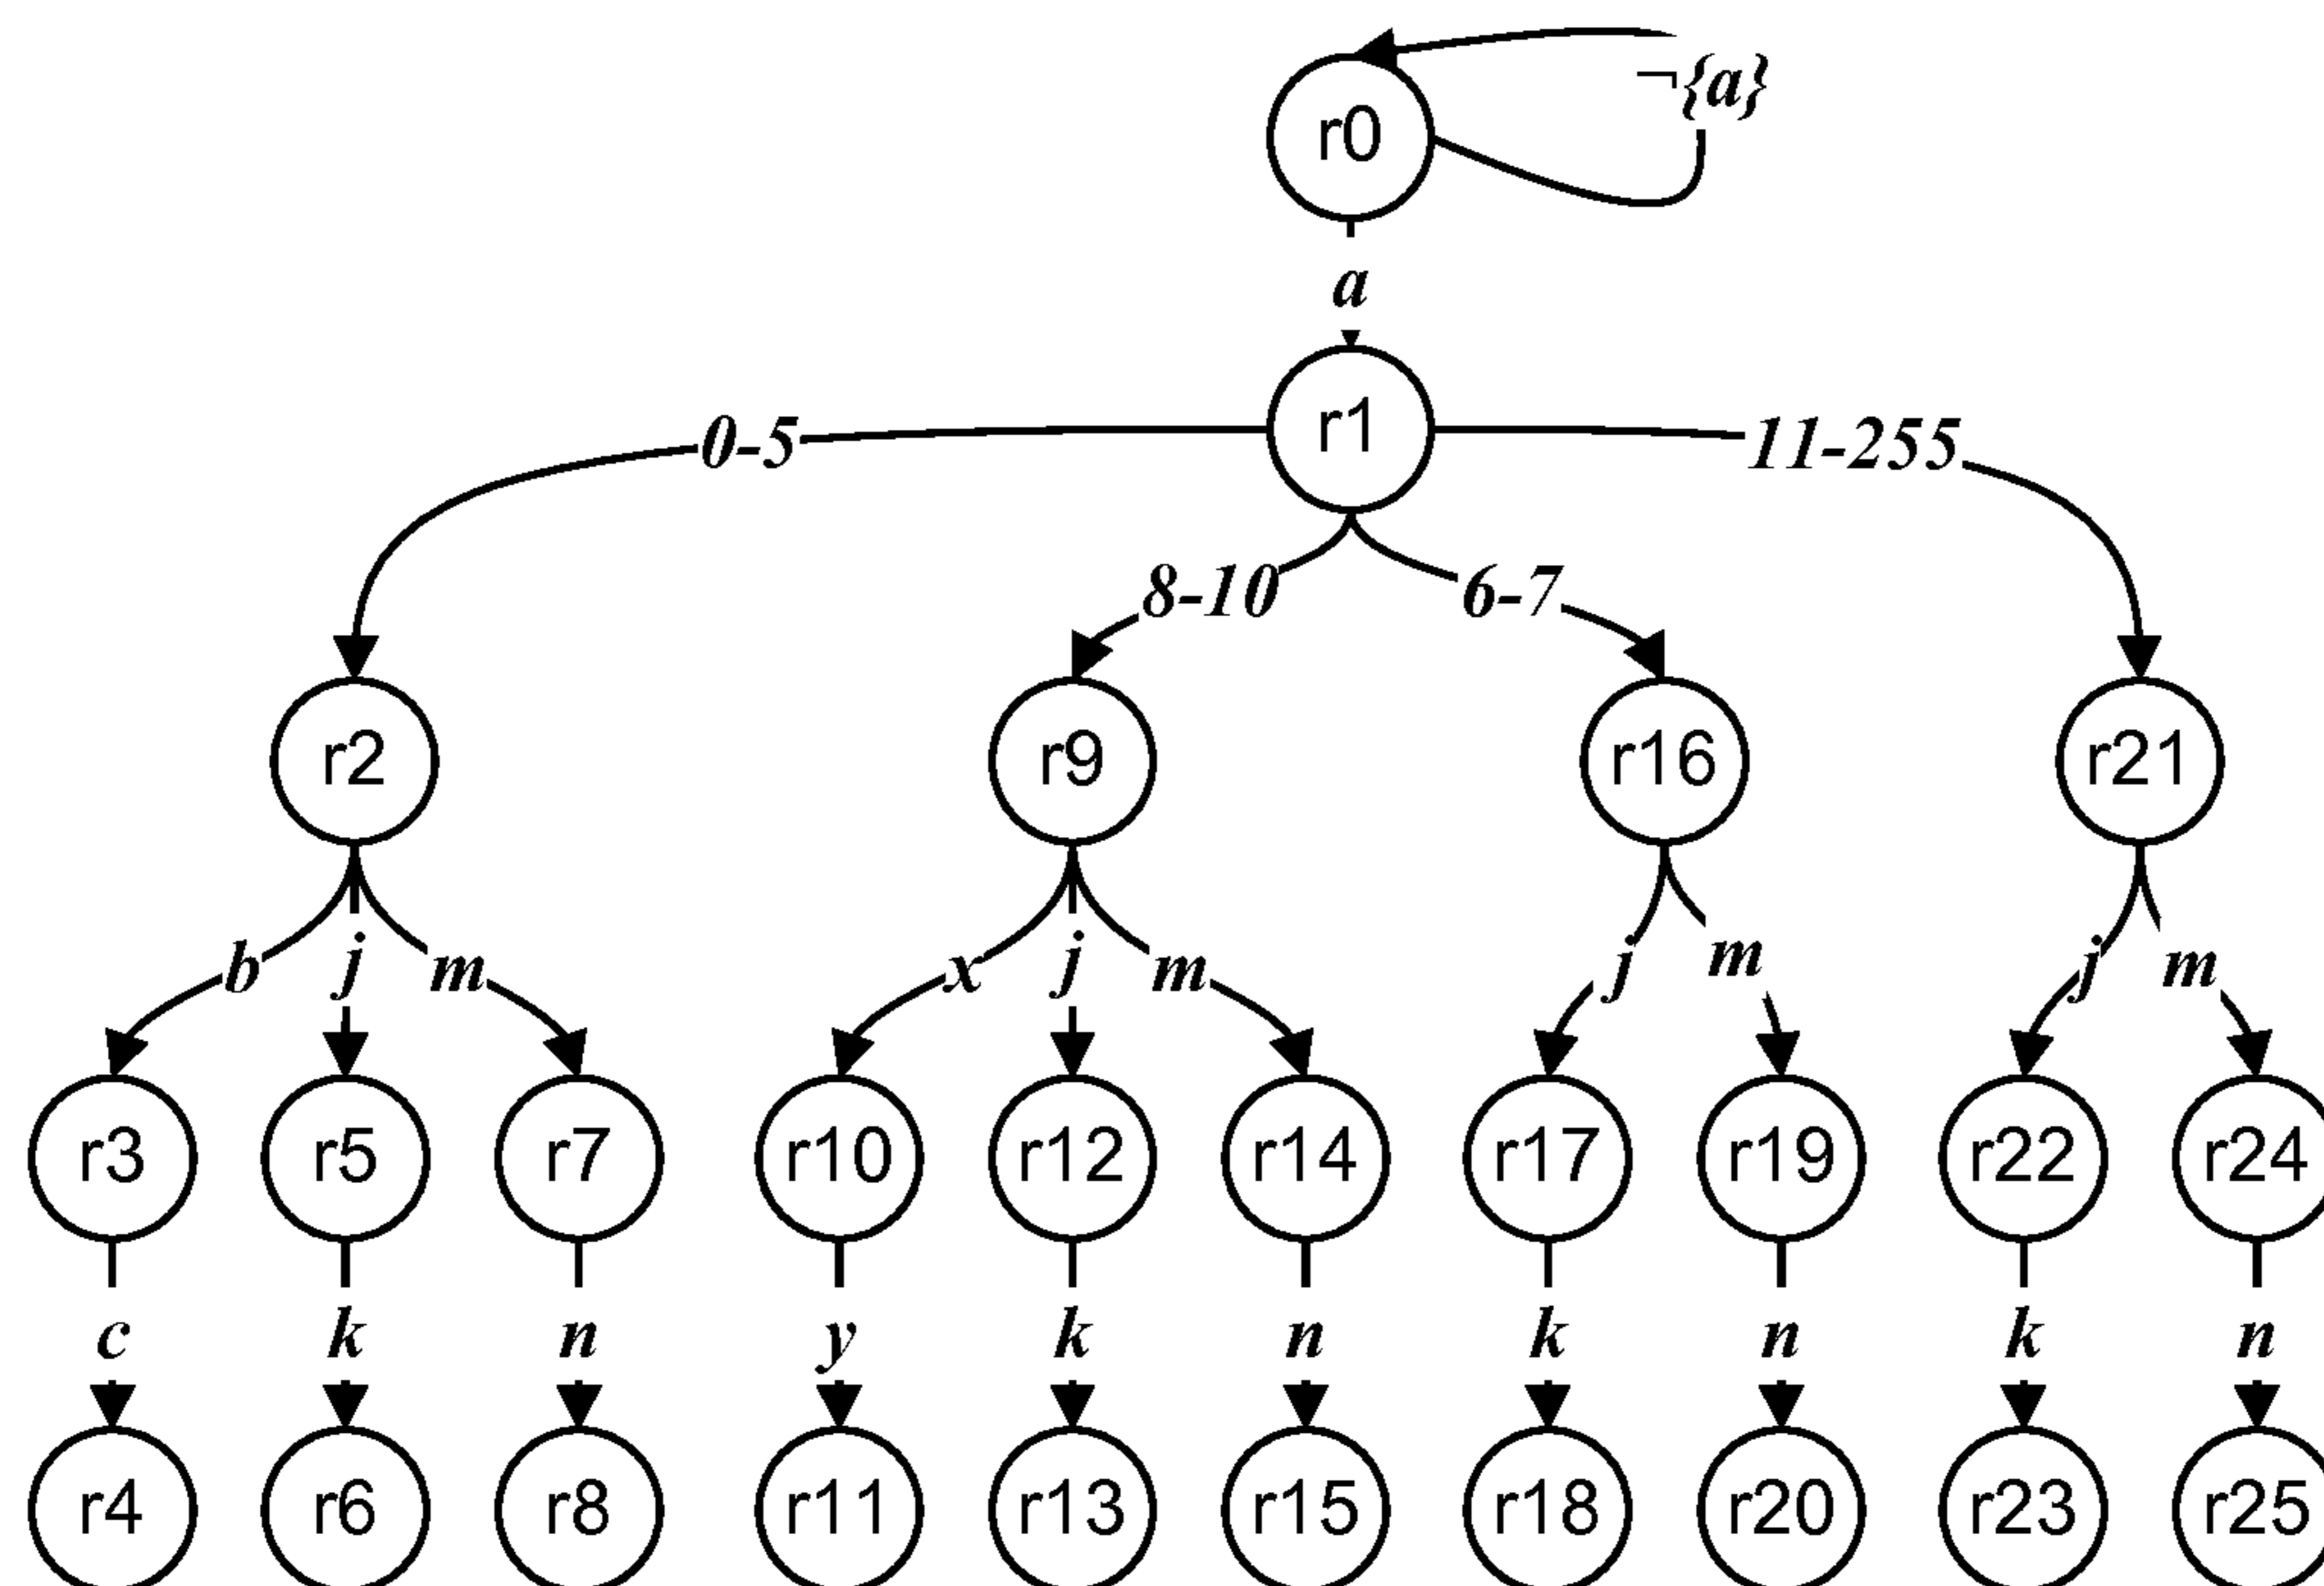 ¬{a}
r0
a
r1
0-5
11-255
8-10
6-7
r2
r9
r16
r21
b
j
m
x
j
m
j
m
j
m
r3
r5
r7
r10
r12
r14
r17
r19
r22
r24
c
k
n
y
k
n
k
n
k
n
r4
r6
r8
r11
r13
r15
r18
r20
r23
r25